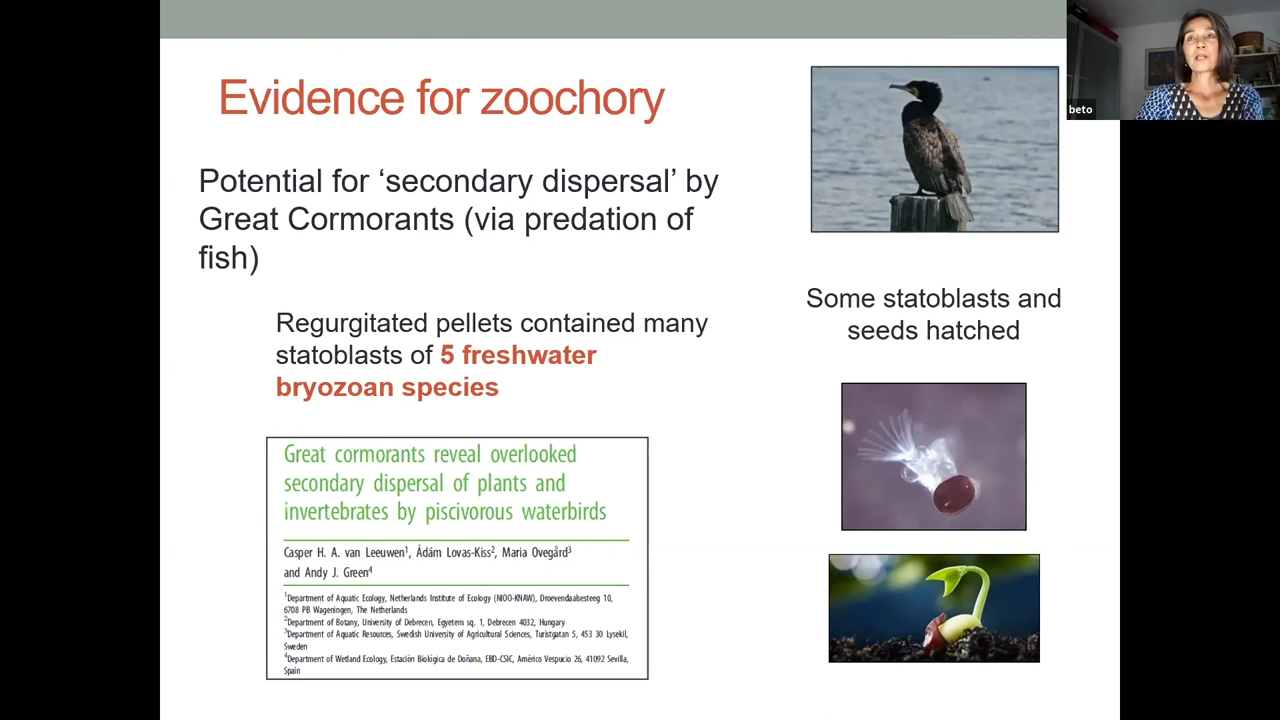 Evidence for zoochory
Potential for ‘secondary dispersal’ by
Great Cormorants (via predation of
fish)
Regurgitated pellets contained many
statoblasts of 5 freshwater
bryozoan species
Great cormorants reveal overlooked
secondary dispersal of plants and
invertebrates by piscivorous waterbirds
Casper H. A. van Leeuwen¹, Ádám Lovas-Kiss², Maria Ovegård³
and Andy J. Green⁴
¹Department of Aquatic Ecology, Netherlands Institute of Ecology (NIOO-KNAW), Droevendaalsesteeg 10,
6708 PB Wageningen, The Netherlands
²Department of Botany, University of Debrecen, Egyetem sq. 1, Debrecen 4032, Hungary
³Department of Aquatic Resources, Swedish University of Agricultural Sciences, Turistgatan 5, 453 30 Lysekil,
Sweden
⁴Department of Wetland Ecology, Estación Biológica de Doñana, EBD-CSIC, Américo Vespucio 26, 41092 Sevilla,
Spain
Some statoblasts and
seeds hatched
beto